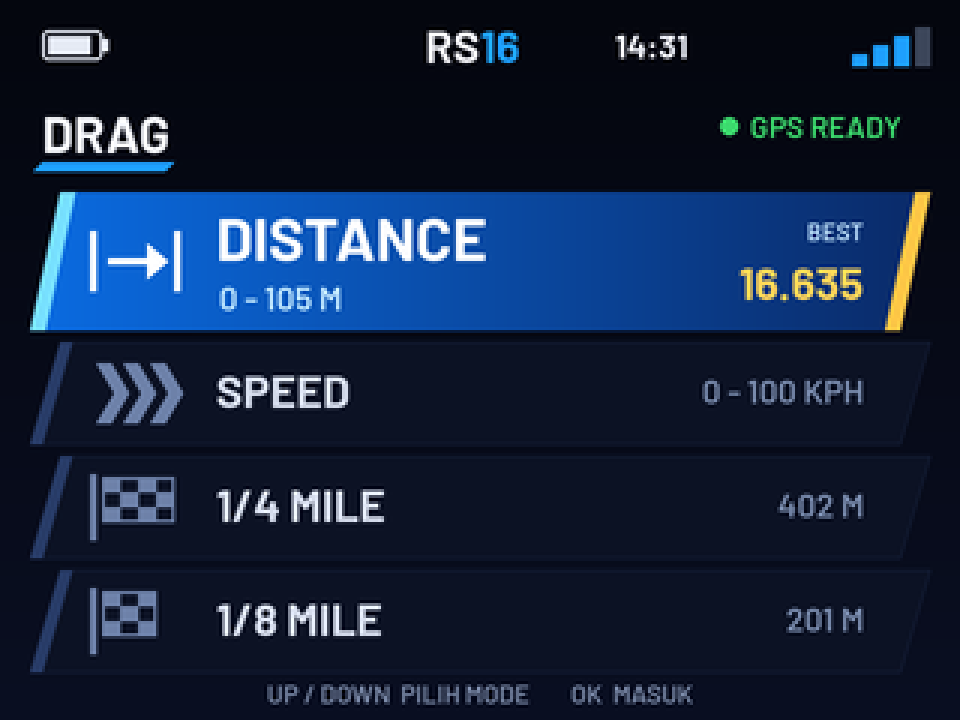 RS16 14:31
DRAG
GPS READY
DISTANCE
0 - 105 M
BEST
16.635
SPEED
0 - 100 KPH
1/4 MILE
402 M
1/8 MILE
201 M
UP / DOWN PILIH MODE OK MASUK